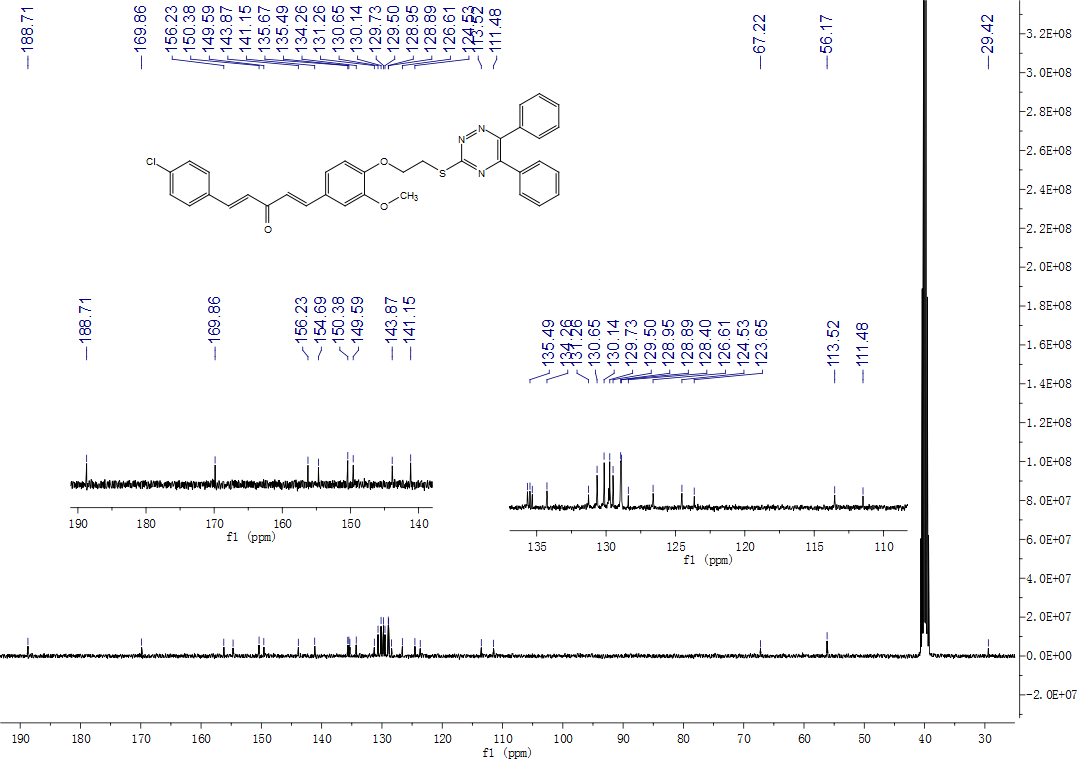 188.71
169.86
156.23
150.38
149.59
143.87
141.15
135.67
135.49
134.26
131.26
130.65
130.14
129.73
129.50
128.95
128.89
126.61
124.53
113.52
111.48
67.22
56.17
29.42
Cl
O
O
O
CH3
S
N
N
N
188.71
169.86
156.23
154.69
150.38
149.59
143.87
141.15
190 180 170 160 150 140
f1 (ppm)
135.49
134.26
131.26
130.65
130.14
129.73
129.50
128.95
128.89
128.40
126.61
124.53
123.65
113.52
111.48
135 130 125 120 115 110
f1 (ppm)
3.2E+08
3.0E+08
2.8E+08
2.6E+08
2.4E+08
2.2E+08
2.0E+08
1.8E+08
1.6E+08
1.4E+08
1.2E+08
1.0E+08
8.0E+07
6.0E+07
4.0E+07
2.0E+07
0.0E+00
-2.0E+07
190 180 170 160 150 140 130 120 110 100 90 80 70 60 50 40 30
f1 (ppm)